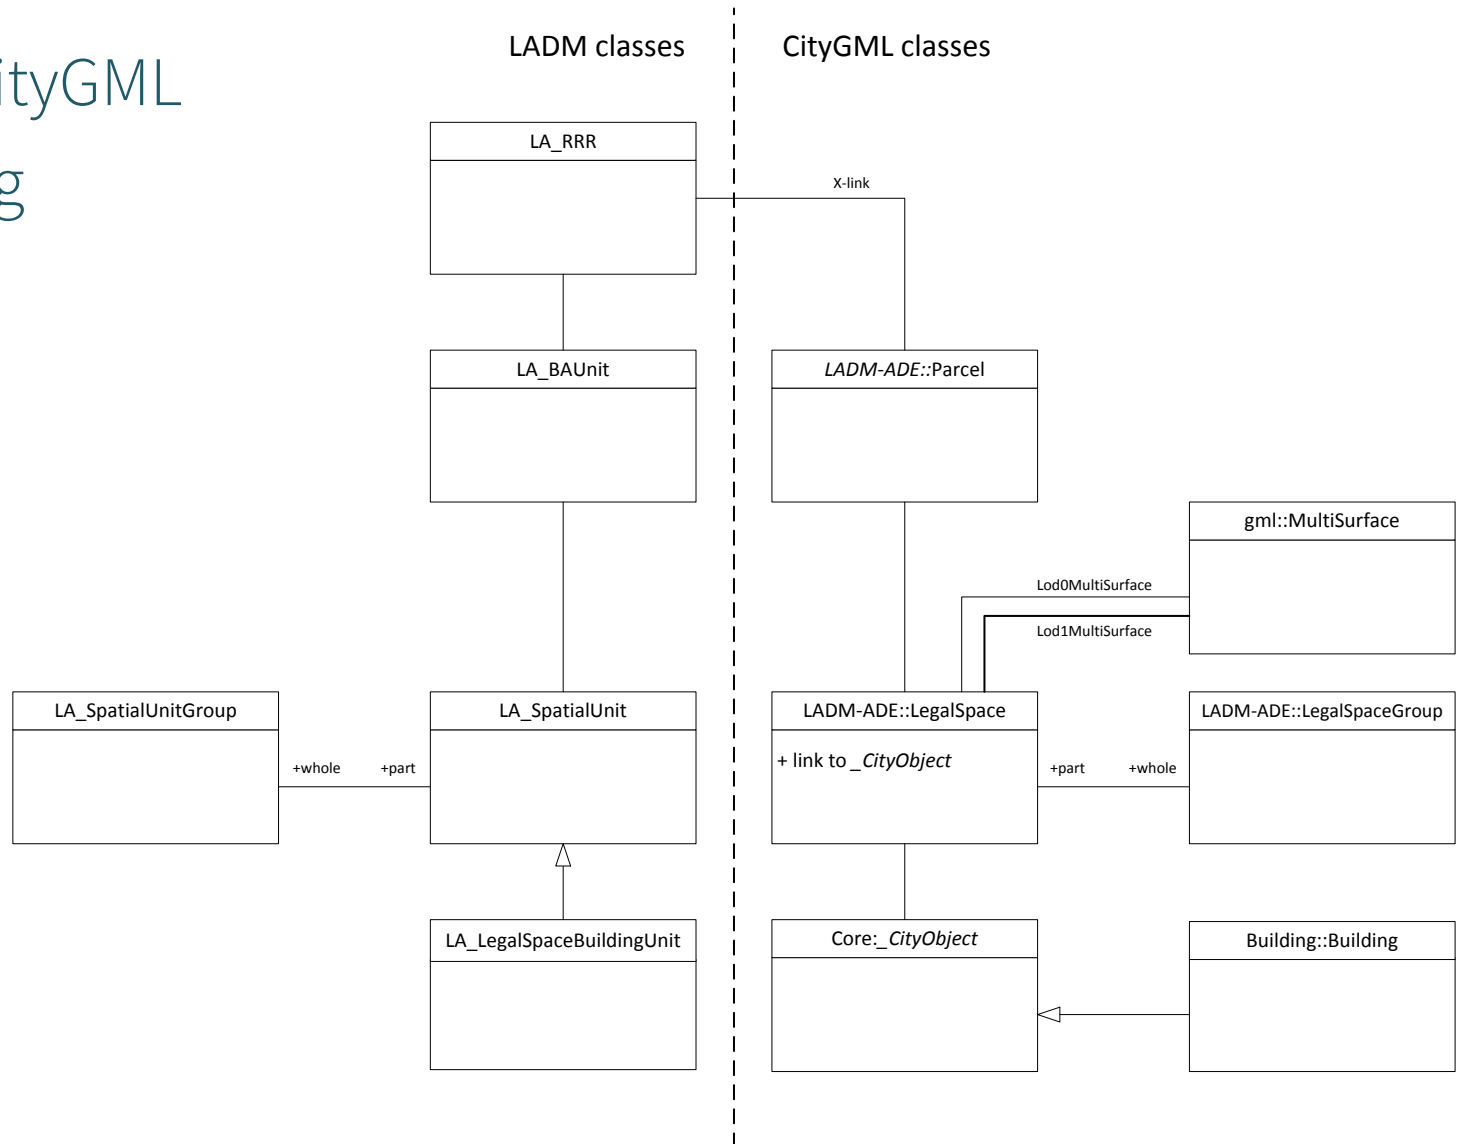 ityGML
g
LADM classes
CityGML classes
LA_RRR
X-link
LA_BAUnit
LADM-ADE::Parcel
gml::MultiSurface
Lod0MultiSurface
Lod1MultiSurface
LA_SpatialUnitGroup
LA_SpatialUnit
LADM-ADE::LegalSpace
LADM-ADE::LegalSpaceGroup
+ link to _CityObject
+whole
+part
+part
+whole
LA_LegalSpaceBuildingUnit
Core:_CityObject
Building::Building